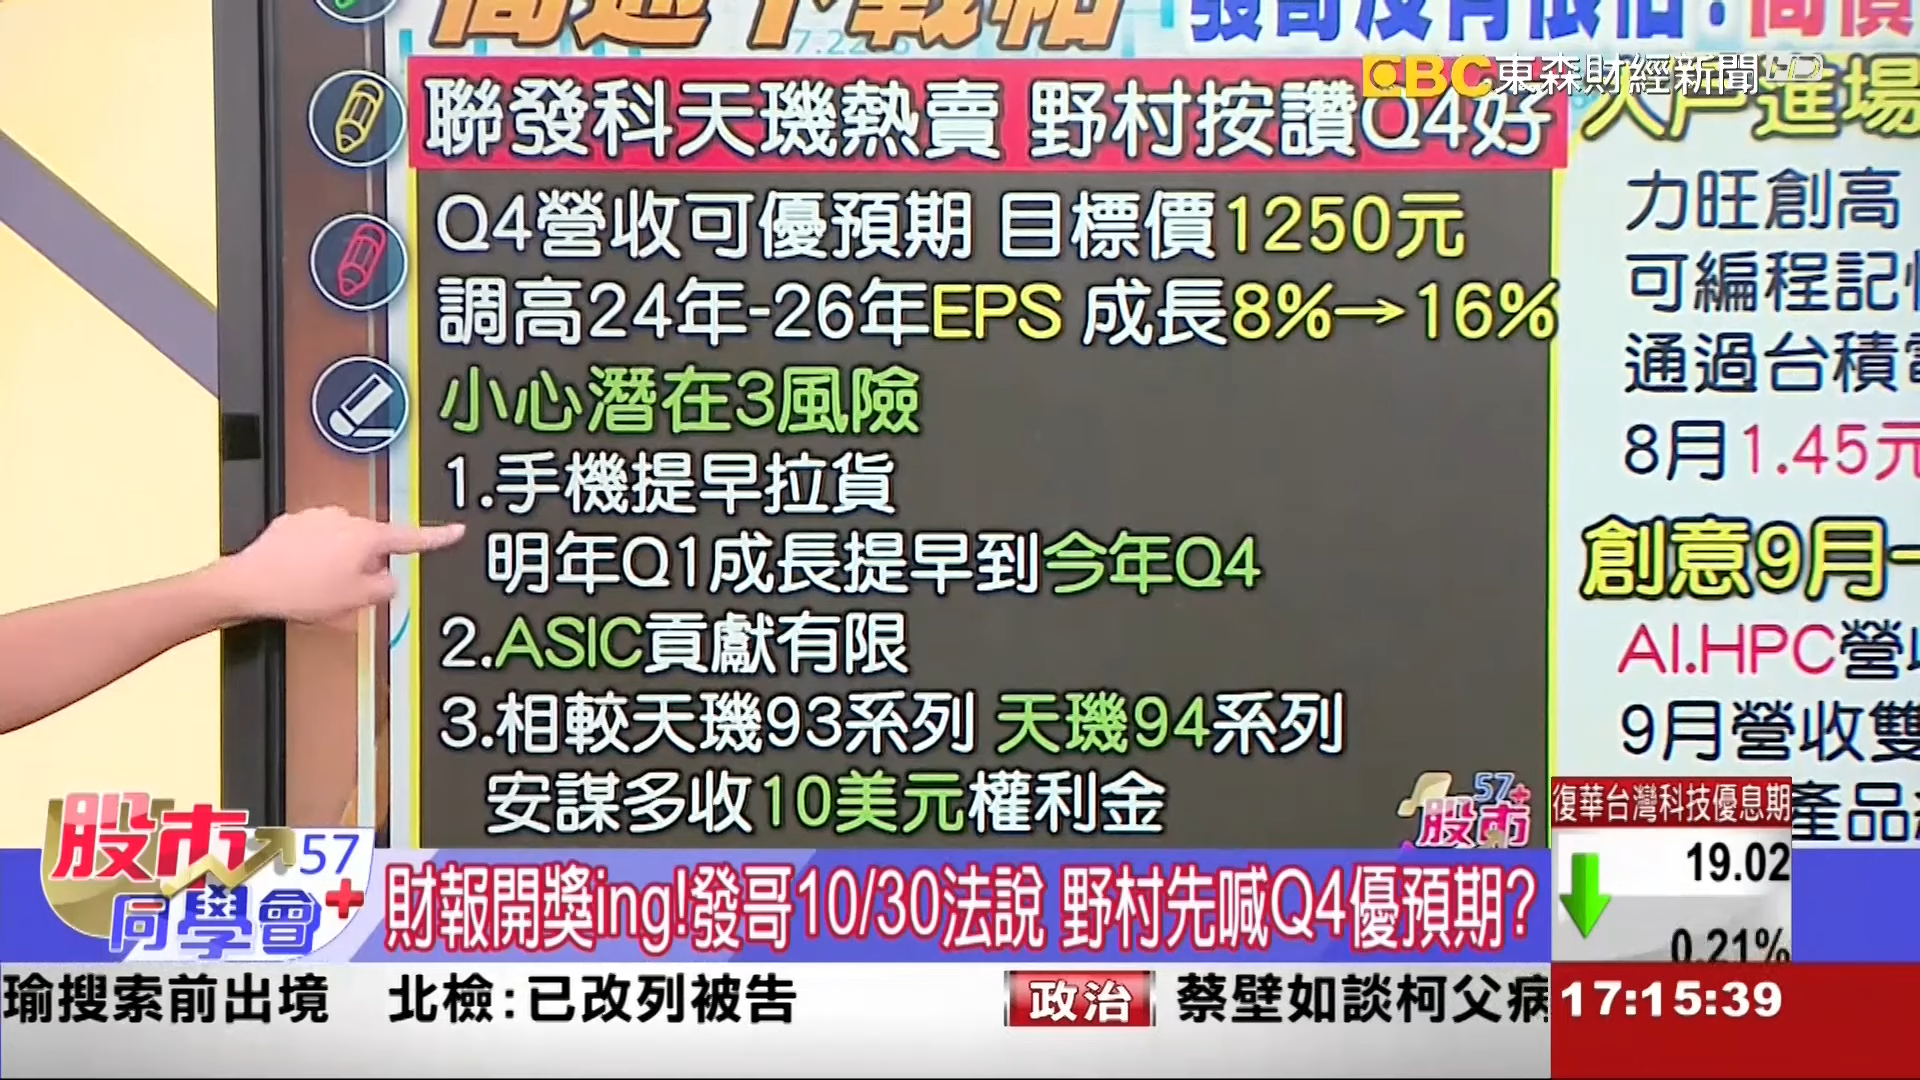 7.22%
EBC東森財經新聞HD
聯發科天璣熱賣 野村按讚Q4好
Q4營收可優預期 目標價1250元
調高24年-26年EPS 成長8%→16%
小心潛在3風險
1.手機提早拉貨
明年Q1成長提早到今年Q4
2.ASIC貢獻有限
3.相較天璣93系列 天璣94系列
安謀多收10美元權利金
57+
股市
力旺創高
可編程記
通過台積
8月1.45元
創意9月
AI.HPC營
9月營收雙
產品
股市57
同學會+
財報開獎ing!發哥10/30法說 野村先喊Q4優預期?
復華台灣科技優息期
19.02
0.21%
瑜搜索前出境 北檢:已改列被告
政治 蔡壁如談柯父病
17:15:39